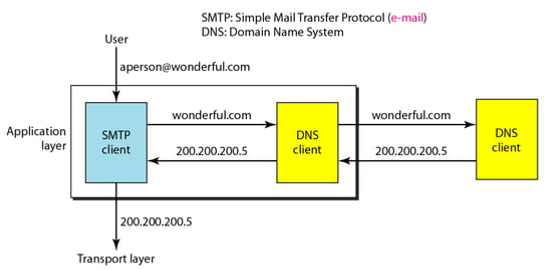 SMTP: Simple Mail Transfer Protocol (e-mail)
DNS: Domain Name System
User
aperson@wonderful.com
Application
layer
SMTP
client
wonderful.com
200.200.200.5
DNS
client
wonderful.com
200.200.200.5
DNS
client
200.200.200.5
Transport layer